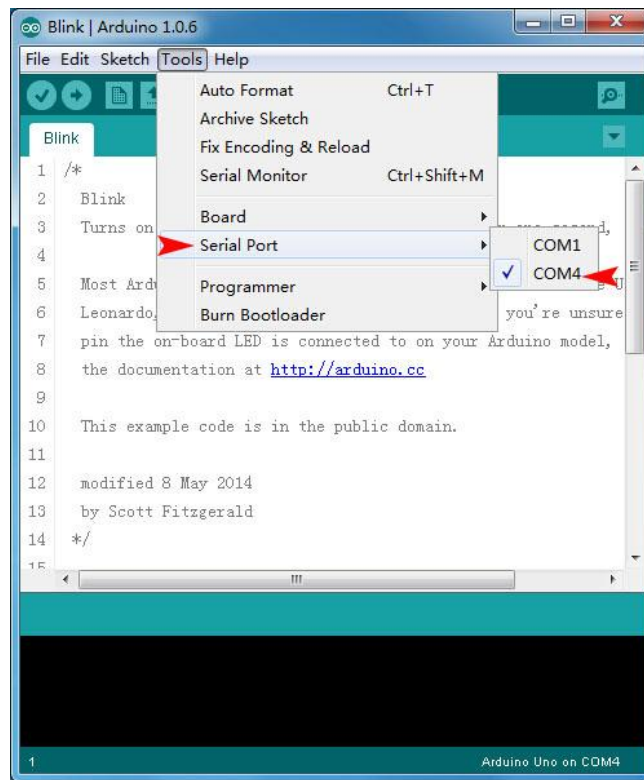 Blink | Arduino 1.0.6
File Edit Sketch Tools Help
Auto Format Ctrl+T
Archive Sketch
Fix Encoding & Reload
Serial Monitor Ctrl+Shift+M
Board
Serial Port
COM1
COM4
Programmer
Burn Bootloader
Blink
1 /*
2 Blink
3 Turns on
4
5 Most Ard U
6 Leonardo, you're unsure
7 pin the on-board LED is connected to on your Arduino model,
8 the documentation at http://arduino.cc
9
10 This example code is in the public domain.
11
12 modified 8 May 2014
13 by Scott Fitzgerald
14 */
15
1 Arduino Uno on COM4